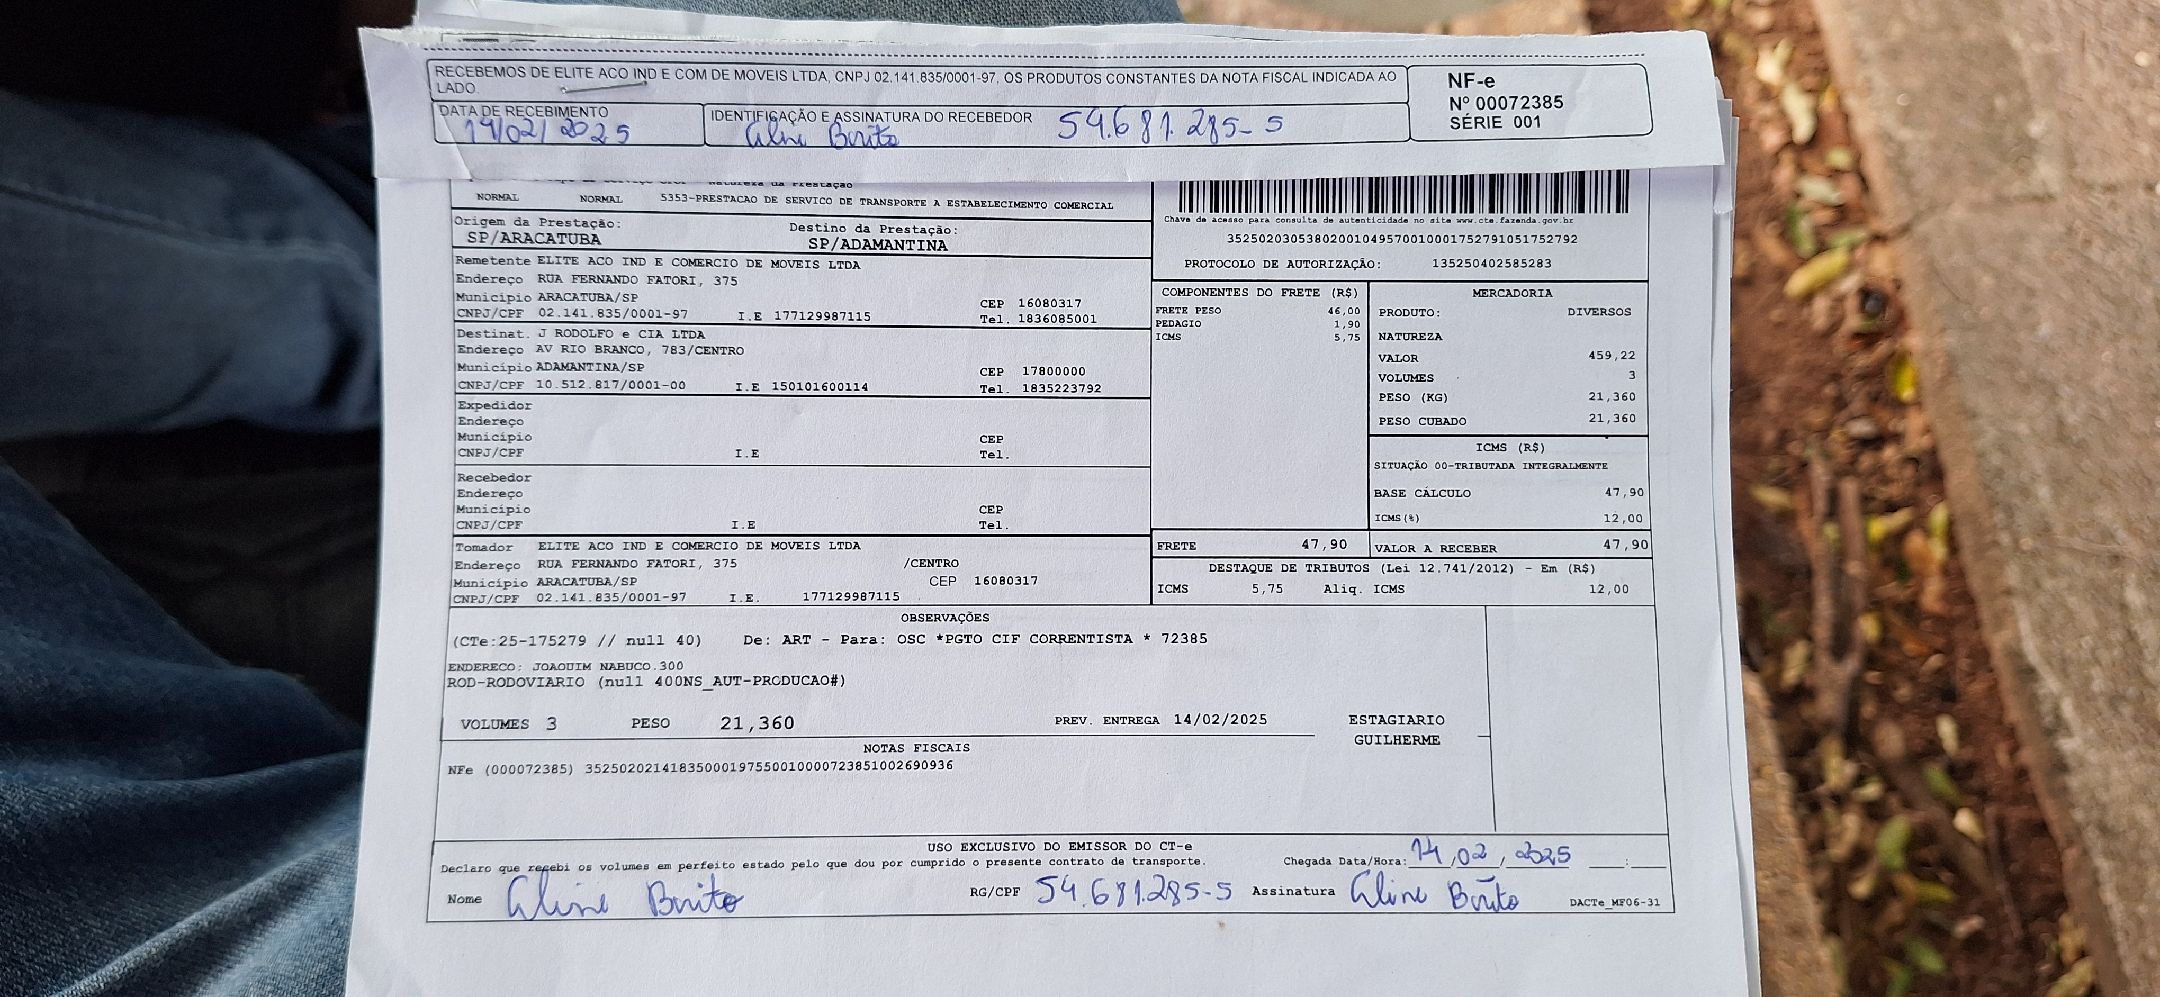 RECEBEMOS DE ELITE ACO IND E COM DE MOVEIS LTDA, CNPJ 02.141.835/0001-97, OS PRODUTOS CONSTANTES DA NOTA FISCAL INDICADA AO
LADO.
NF-e
Nº 00072385
SÉRIE 001
DATA DE RECEBIMENTO
14/02/2025
IDENTIFICAÇÃO E ASSINATURA DO RECEBEDOR
Aline Borito 54.681.285-5
Natureza da Prestação
NORMAL NORMAL 5353-PRESTACAO DE SERVICO DE TRANSPORTE A ESTABELECIMENTO COMERCIAL
Origem da Prestação: Destino da Prestação:
SP/ARACATUBA SP/ADAMANTINA
Chave de acesso para consulta de autenticidade no site www.cte.fazenda.gov.br
35250203053802001049570010001752791051752792
PROTOCOLO DE AUTORIZAÇÃO: 135250402585283
Remetente ELITE ACO IND E COMERCIO DE MOVEIS LTDA
Endereço RUA FERNANDO FATORI, 375
Município ARACATUBA/SP CEP 16080317
CNPJ/CPF 02.141.835/0001-97 I.E 177129987115 Tel. 1836085001
Destinat. J RODOLFO e CIA LTDA
Endereço AV RIO BRANCO, 783/CENTRO
Município ADAMANTINA/SP CEP 17800000
CNPJ/CPF 10.512.817/0001-00 I.E 150101600114 Tel. 1835223792
Expedidor
Endereço
Município CEP
CNPJ/CPF I.E Tel.
Recebedor
Endereço
Município CEP
CNPJ/CPF I.E Tel.
Tomador ELITE ACO IND E COMERCIO DE MOVEIS LTDA
Endereço RUA FERNANDO FATORI, 375 /CENTRO
Município ARACATUBA/SP CEP 16080317
CNPJ/CPF 02.141.835/0001-97 I.E. 177129987115
COMPONENTES DO FRETE (R$)
FRETE PESO 46,00
PEDAGIO 1,90
ICMS 5,75
MERCADORIA
PRODUTO: DIVERSOS
NATUREZA
VALOR 459,22
VOLUMES 3
PESO (KG) 21,360
PESO CUBADO 21,360
ICMS (R$)
SITUAÇÃO 00-TRIBUTADA INTEGRALMENTE
BASE CÁLCULO 47,90
ICMS(%) 12,00
FRETE 47,90 VALOR A RECEBER 47,90
DESTAQUE DE TRIBUTOS (Lei 12.741/2012) - Em (R$)
ICMS 5,75 Aliq. ICMS 12,00
OBSERVAÇÕES
(CTe:25-175279 // null 40) De: ART - Para: OSC *PGTO CIF CORRENTISTA * 72385
ENDERECO: JOAQUIM NABUCO.300
ROD-RODOVIARIO (null 400NS_AUT-PRODUCAO#)
VOLUMES 3 PESO 21,360 PREV. ENTREGA 14/02/2025 ESTAGIARIO
GUILHERME
NOTAS FISCAIS
NFe (000072385) 35250202141835000197550010000723851002690936
USO EXCLUSIVO DO EMISSOR DO CT-e
Declaro que recebi os volumes em perfeito estado pelo que dou por cumprido o presente contrato de transporte. Chegada Data/Hora: 14/02/2025 ___:___
Nome Aline Borito RG/CPF 54.681.285-5 Assinatura Aline Borito DACTe_MF06-31